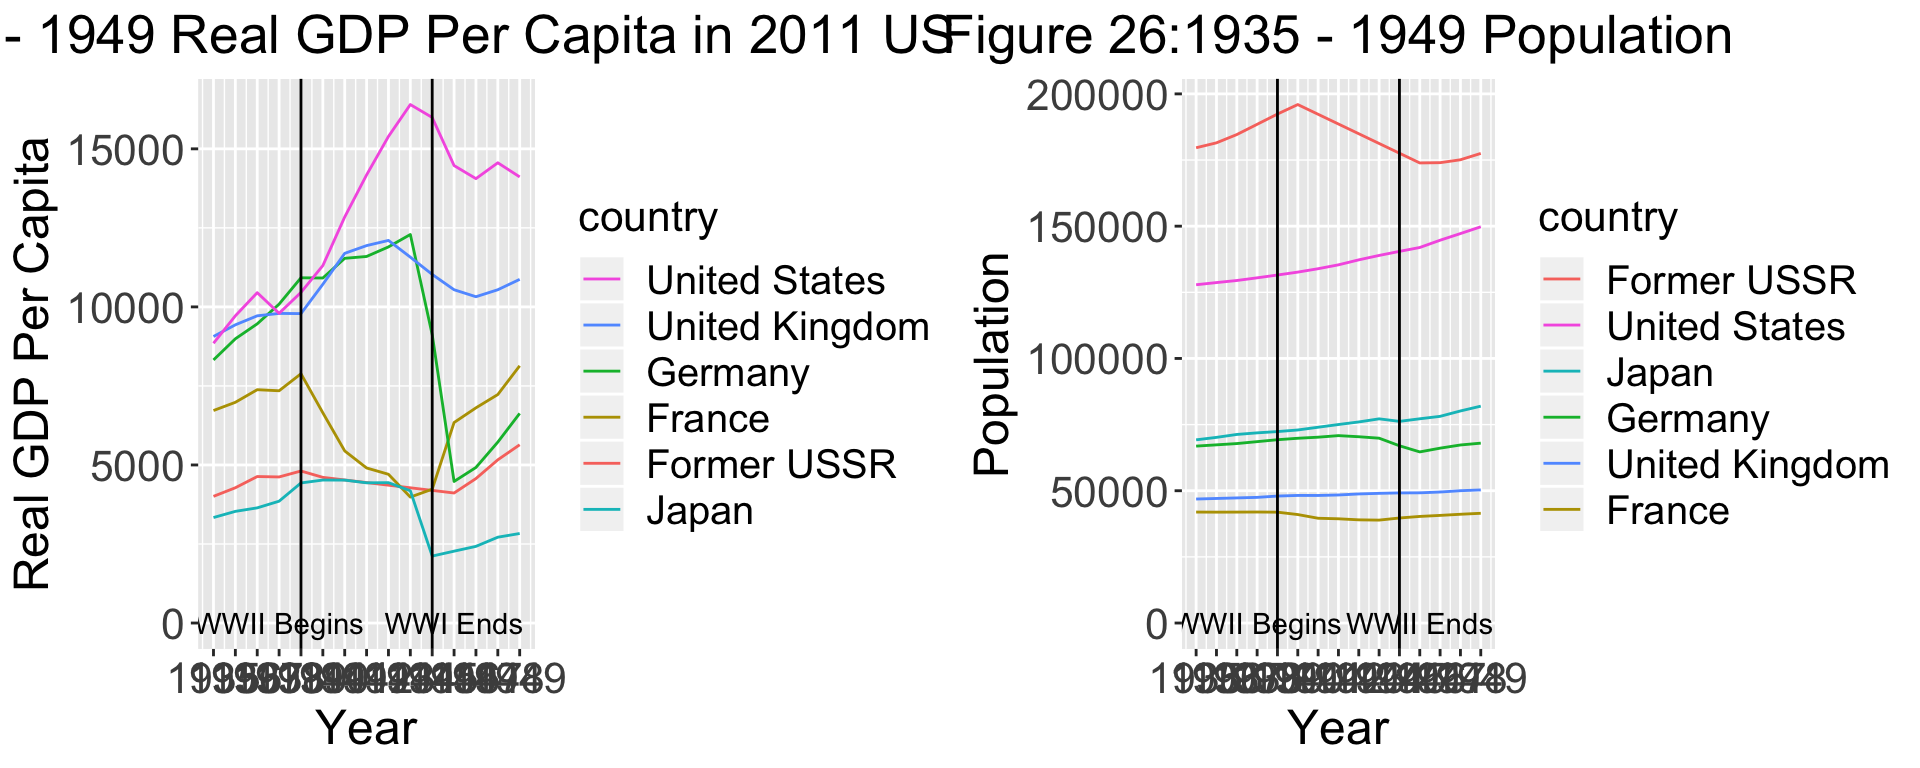 - 1949 Real GDP Per Capita in 2011 US
Real GDP Per Capita
15000
10000
5000
0
WWII Begins
WWI Ends
Year
country
United States
United Kingdom
Germany
France
Former USSR
Japan
Figure 26:1935 - 1949 Population
Population
200000
150000
100000
50000
0
WWII Begins
WWII Ends
Year
country
Former USSR
United States
Japan
Germany
United Kingdom
France